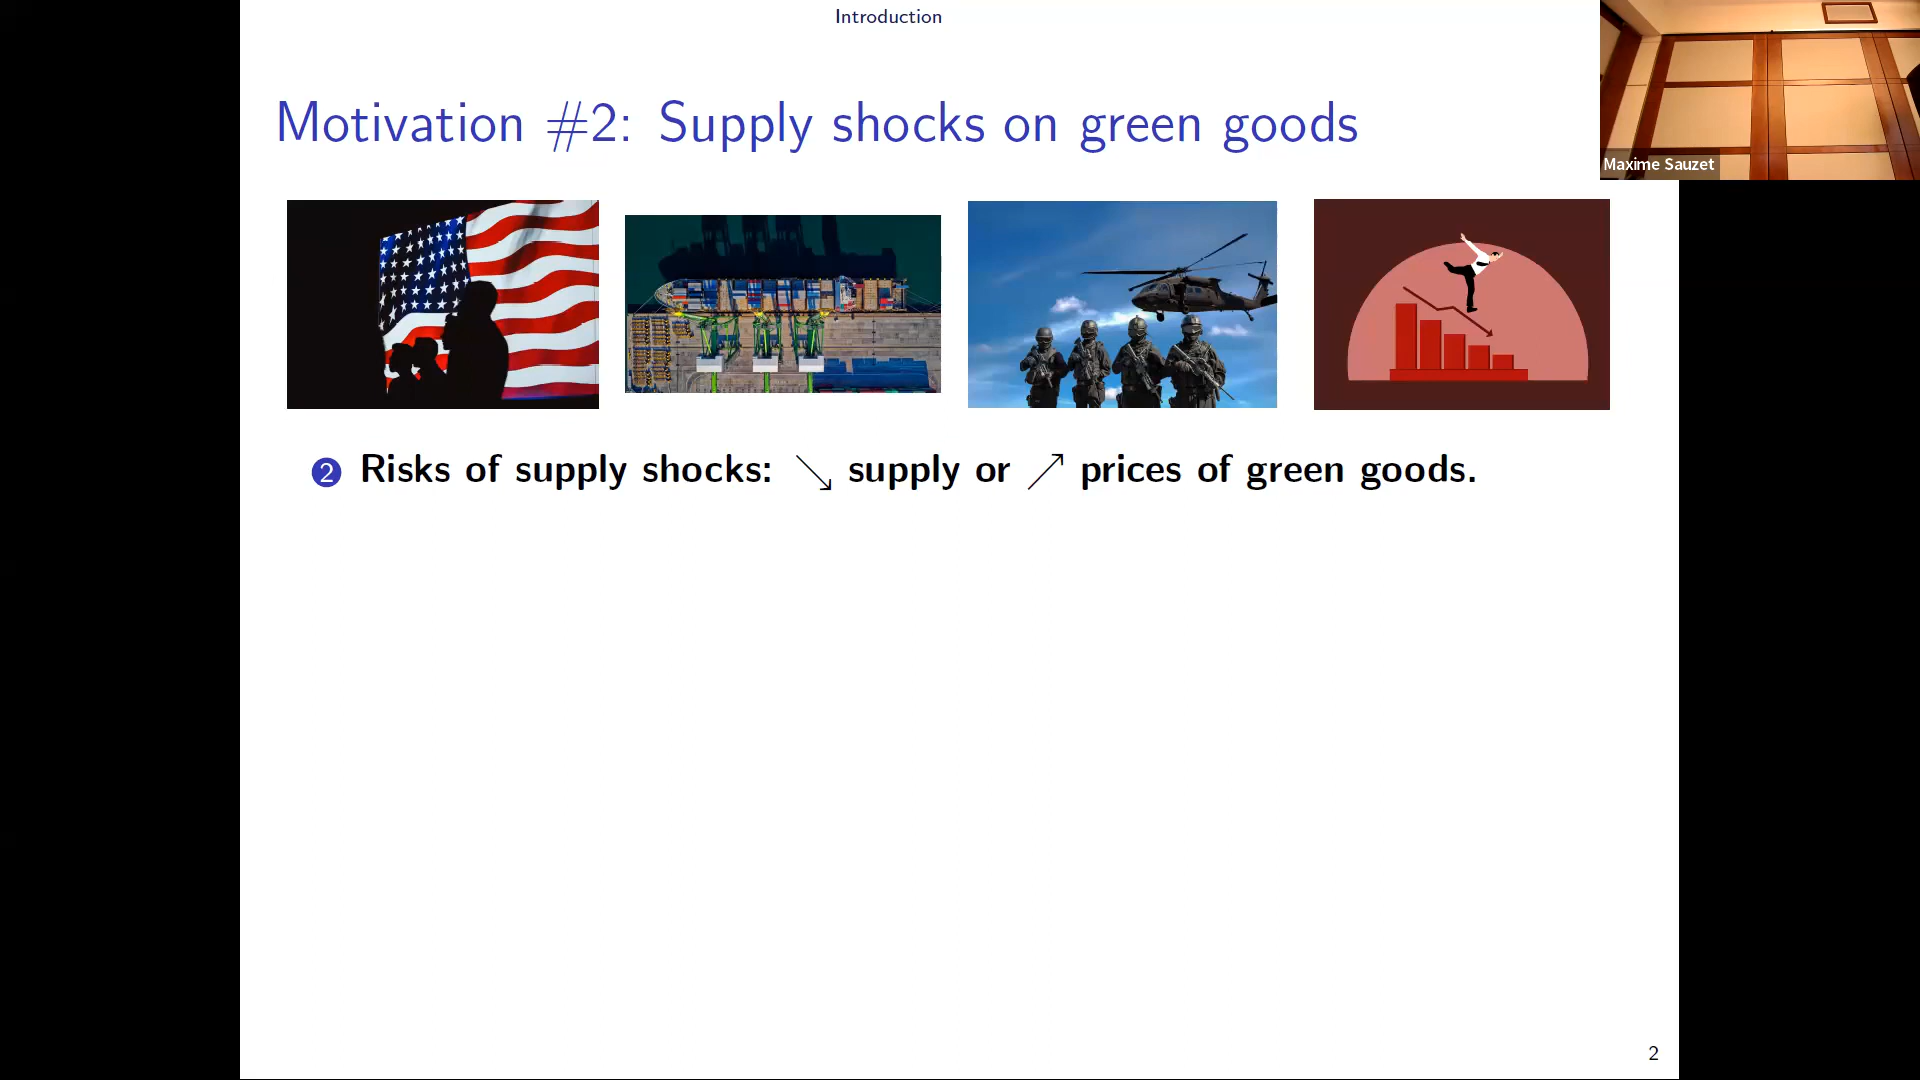 Introduction
Motivation #2: Supply shocks on green goods
Maxime Sauzet
2 Risks of supply shocks: ↘ supply or ↗ prices of green goods.
2